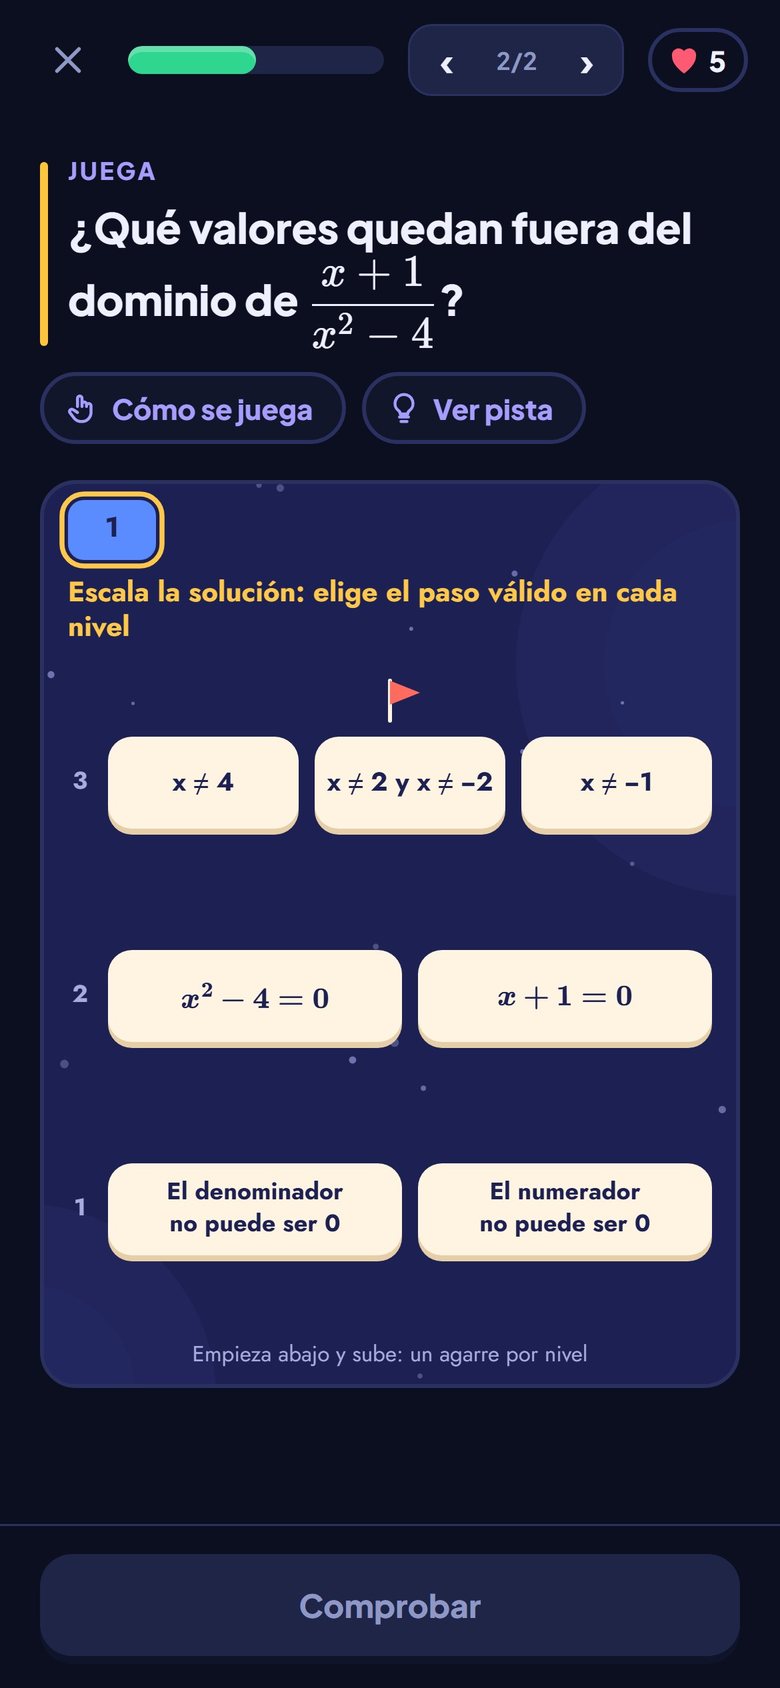 ‹ 2/2 › 5
JUEGA
¿Qué valores quedan fuera del
dominio de \frac{x + 1}{x^2 - 4}?
Cómo se juega Ver pista
1
Escala la solución: elige el paso válido en cada
nivel
3 x ≠ 4 x ≠ 2 y x ≠ −2 x ≠ −1
2 x² − 4 = 0 x + 1 = 0
1 El denominador no puede ser 0 El numerador no puede ser 0
Empieza abajo y sube: un agarre por nivel
Comprobar